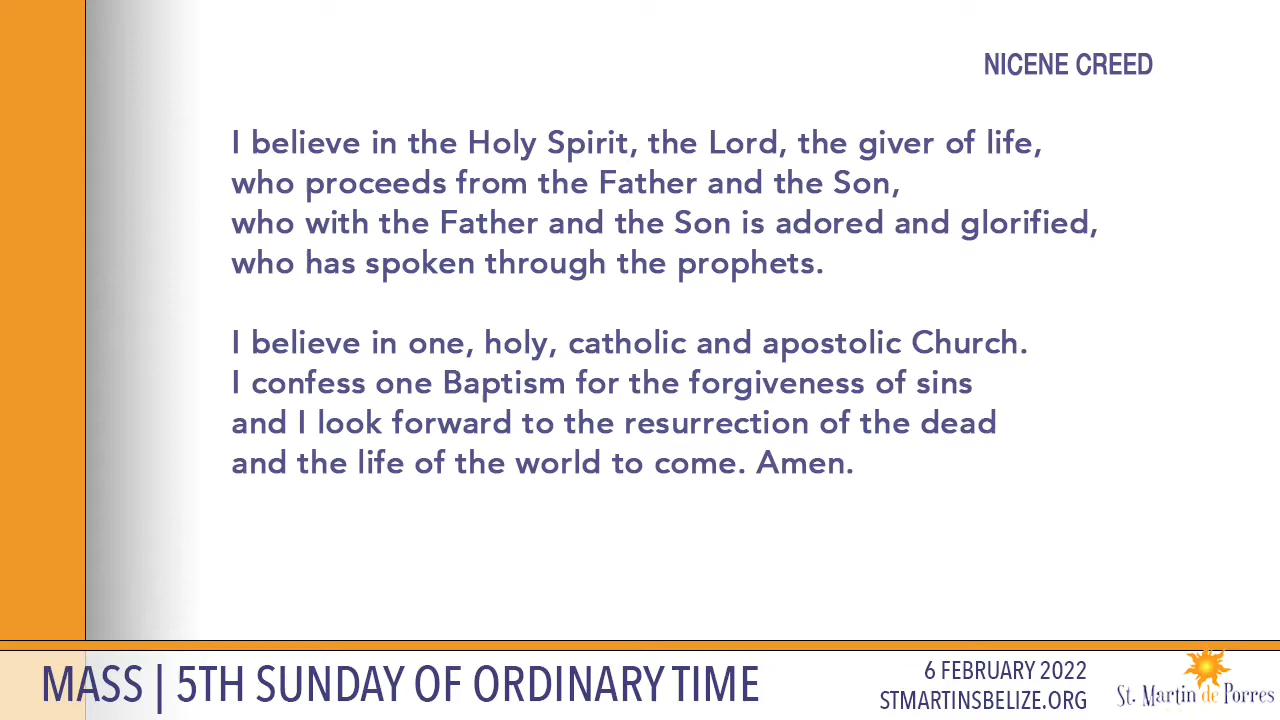 NICENE CREED
I believe in the Holy Spirit, the Lord, the giver of life,
who proceeds from the Father and the Son,
who with the Father and the Son is adored and glorified,
who has spoken through the prophets.
I believe in one, holy, catholic and apostolic Church.
I confess one Baptism for the forgiveness of sins
and I look forward to the resurrection of the dead
and the life of the world to come. Amen.
MASS | 5TH SUNDAY OF ORDINARY TIME
6 FEBRUARY 2022
STMARTINSBELIZE.ORG
St. Martin de Porres